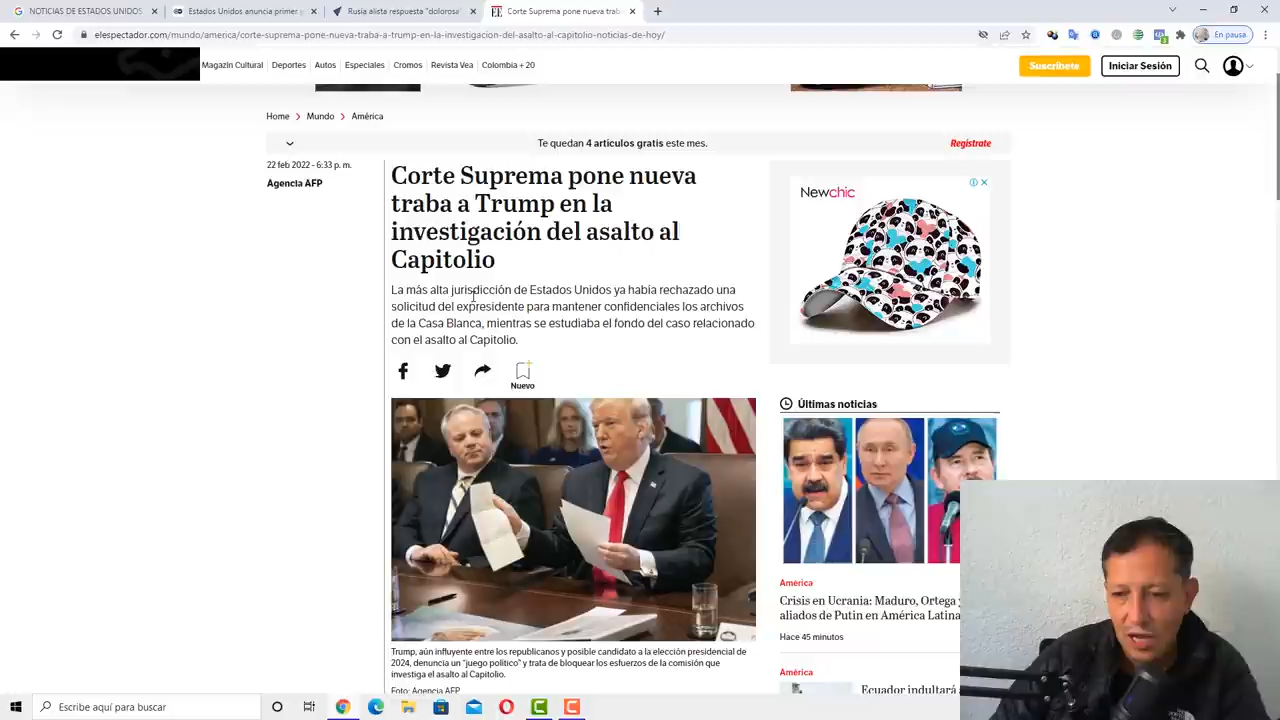 NOTICIAS DE ESTADOS UNIDOS
Estados Unidos anuncia fuertes
Rusia alista respuesta "dolorosa"
Corte Suprema pone nueva trab
elespectador.com/mundo/america/corte-suprema-pone-nueva-traba-a-trump-en-la-investigacion-del-asalto-al-capitolio-noticias-de-hoy/
En pausa
Magazín Cultural
Deportes
Autos
Especiales
Cromos
Revista Vea
Colombia + 20
Suscríbete
Iniciar Sesión
Home
Mundo
América
Te quedan 4 artículos gratis este mes.
Regístrate
22 feb 2022 - 6:33 p. m.
Agencia AFP
Corte Suprema pone nueva
traba a Trump en la
investigación del asalto al
Capitolio
La más alta jurisdicción de Estados Unidos ya había rechazado una
solicitud del expresidente para mantener confidenciales los archivos
de la Casa Blanca, mientras se estudiaba el fondo del caso relacionado
con el asalto al Capitolio.
Nuevo
Newchic
Últimas noticias
Trump, aún influyente entre los republicanos y posible candidato a la elección presidencial de
2024, denuncia un "juego político" y trata de bloquear los esfuerzos de la comisión que
investiga el asalto al Capitolio.
Foto: Agencia AFP
América
Crisis en Ucrania: Maduro, Ortega y
aliados de Putin en América Latina
Hace 45 minutos
América
Ecuador indultará
Escribe aquí para buscar